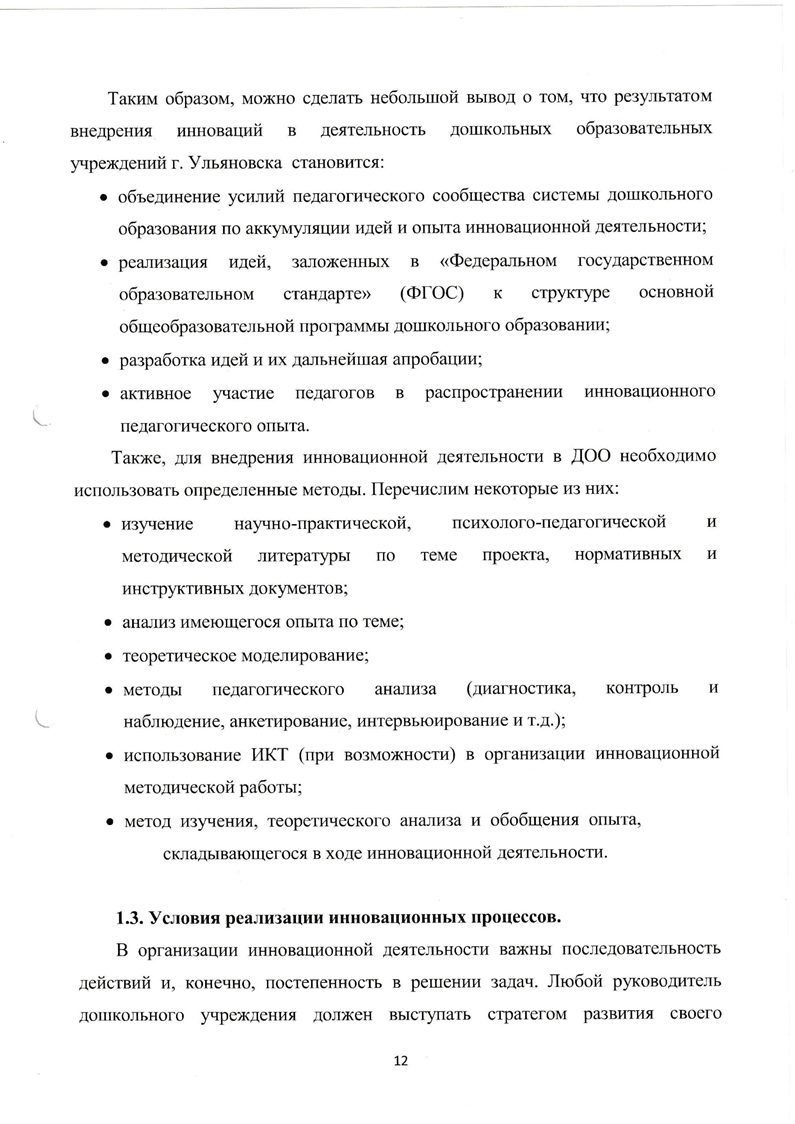 Таким образом, можно сделать небольшой вывод о том, что результатом
внедрения инноваций в деятельность дошкольных образовательных
учреждений г. Ульяновска становится:
• объединение усилий педагогического сообщества системы дошкольного
образования по аккумуляции идей и опыта инновационной деятельности;
• реализация идей, заложенных в «Федеральном государственном
образовательном стандарте» (ФГОС) к структуре основной
общеобразовательной программы дошкольного образовании;
• разработка идей и их дальнейшая апробации;
• активное участие педагогов в распространении инновационного
педагогического опыта.
Также, для внедрения инновационной деятельности в ДОО необходимо
использовать определенные методы. Перечислим некоторые из них:
• изучение научно-практической, психолого-педагогической и
методической литературы по теме проекта, нормативных и
инструктивных документов;
• анализ имеющегося опыта по теме;
• теоретическое моделирование;
• методы педагогического анализа (диагностика, контроль и
наблюдение, анкетирование, интервьюирование и т.д.);
• использование ИКТ (при возможности) в организации инновационной
методической работы;
• метод изучения, теоретического анализа и обобщения опыта,
складывающегося в ходе инновационной деятельности.
1.3. Условия реализации инновационных процессов.
В организации инновационной деятельности важны последовательность
действий и, конечно, постепенность в решении задач. Любой руководитель
дошкольного учреждения должен выступать стратегом развития своего
12